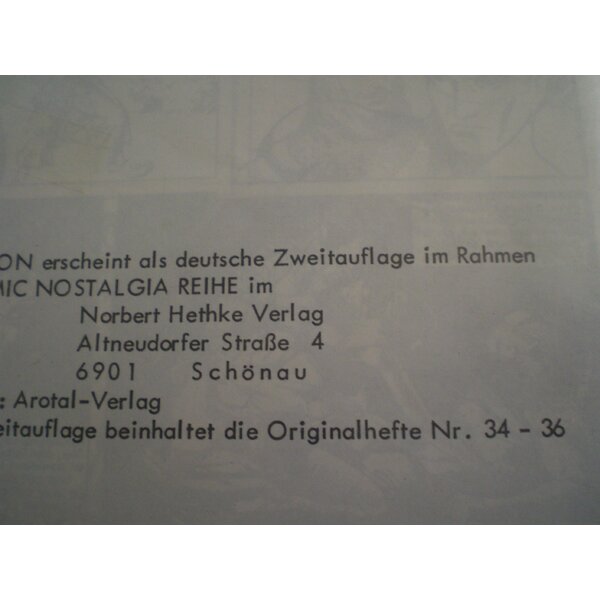 ON erscheint als deutsche Zweitauflage im Rahmen
MIC NOSTALGIA REIHE im
Norbert Hethke Verlag
Altneudorfer Straße 4
6901 Schönau
: Arotal-Verlag
eitauflage beinhaltet die Originalhefte Nr. 34 - 36